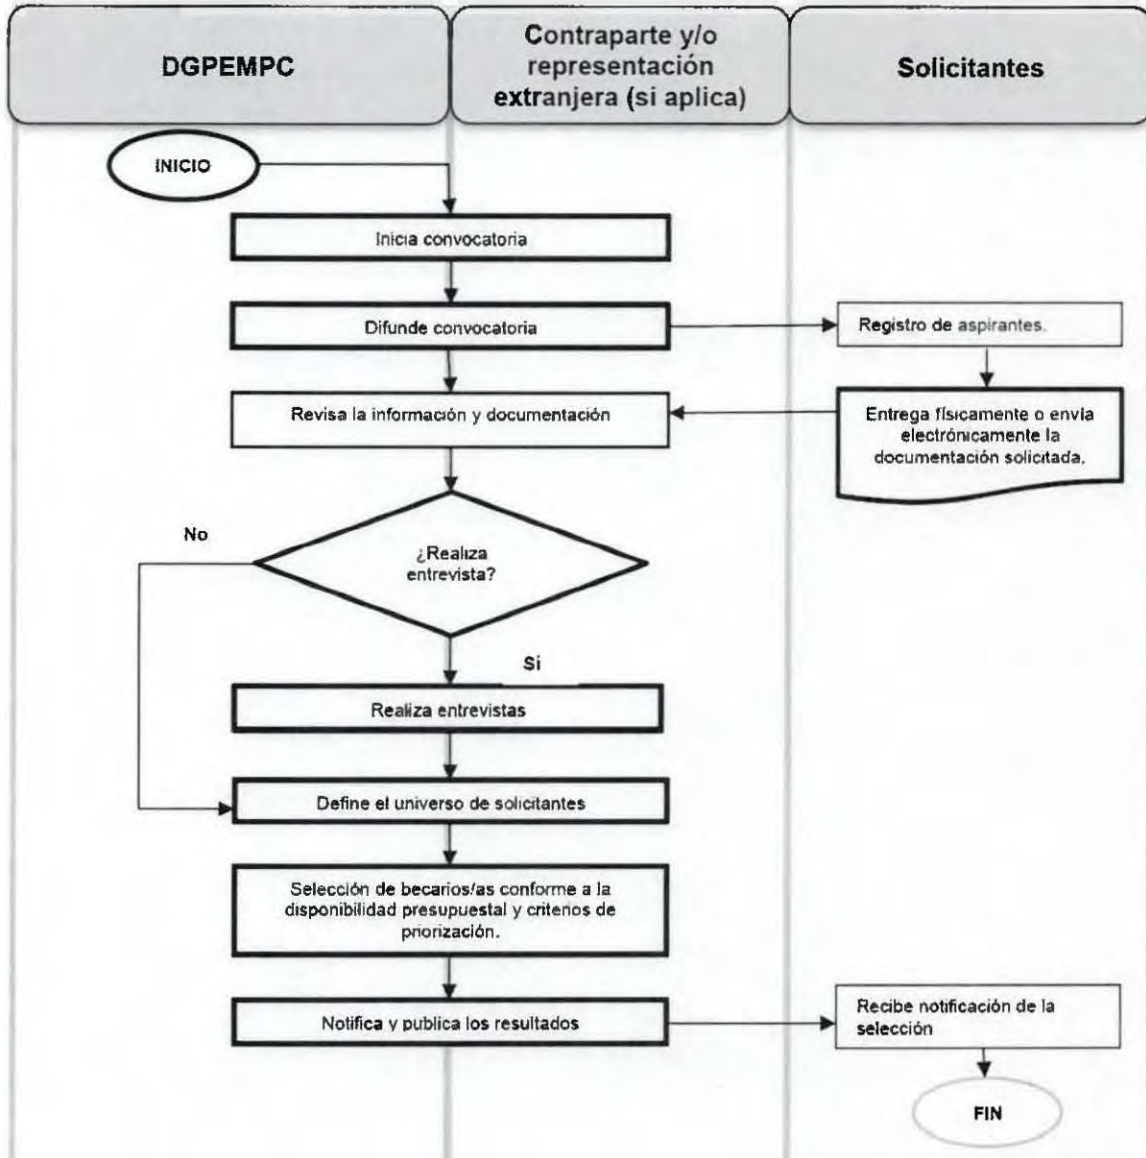 DGPEMPC
Contraparte y/o
representación
extranjera (si aplica)
Solicitantes
INICIO
Inicia convocatoria
Difunde convocatoria
Registro de aspirantes.
Revisa la información y documentación
Entrega físicamente o envía
electrónicamente la
documentación solicitada.
No
¿Realiza
entrevista?
Si
Realiza entrevistas
Define el universo de solicitantes
Selección de becarios/as conforme a la
disponibilidad presupuestal y criterios de
priorización.
Notifica y publica los resultados
Recibe notificación de la
selección
FIN